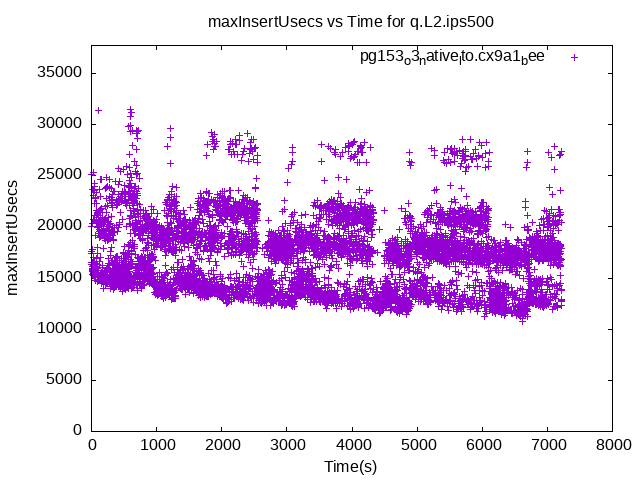 maxInsertUsecs vs Time for q.L2.ips500
pg153_o3_native_lto.cx9a1_bee
35000
30000
25000
20000
15000
10000
5000
0
maxInsertUsecs
0 1000 2000 3000 4000 5000 6000 7000 8000
Time(s)